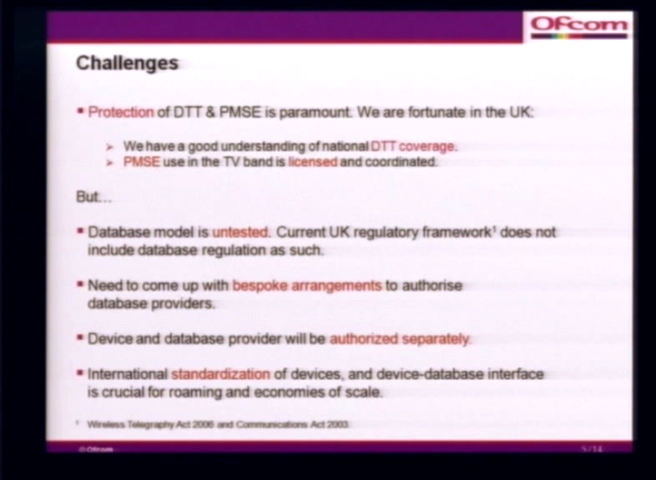 Ofcom
Challenges
Protection of DTT & PMSE is paramount. We are fortunate in the UK:
We have a good understanding of national DTT coverage.
PMSE use in the TV band is licensed and coordinated.
But...
Database model is untested. Current UK regulatory framework¹ does not
include database regulation as such.
Need to come up with bespoke arrangements to authorise
database providers.
Device and database provider will be authorized separately.
International standardization of devices, and device-database interface
is crucial for roaming and economies of scale.
¹ Wireless Telegraphy Act 2006 and Communications Act 2003.
© Ofcom
5/14